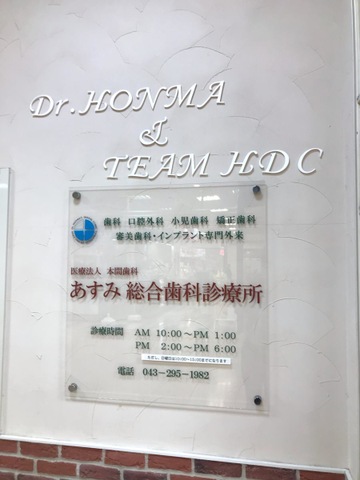 Dr. HONMA
&
TEAM HDC
歯科 口腔外科 小児歯科 矯正歯科
審美歯科・インプラント専門外来
医療法人 本間歯科
あすみ 総合歯科診療所
診療時間 AM 10:00～PM 1:00
PM 2:00～PM 6:00
電話 043-295-1982